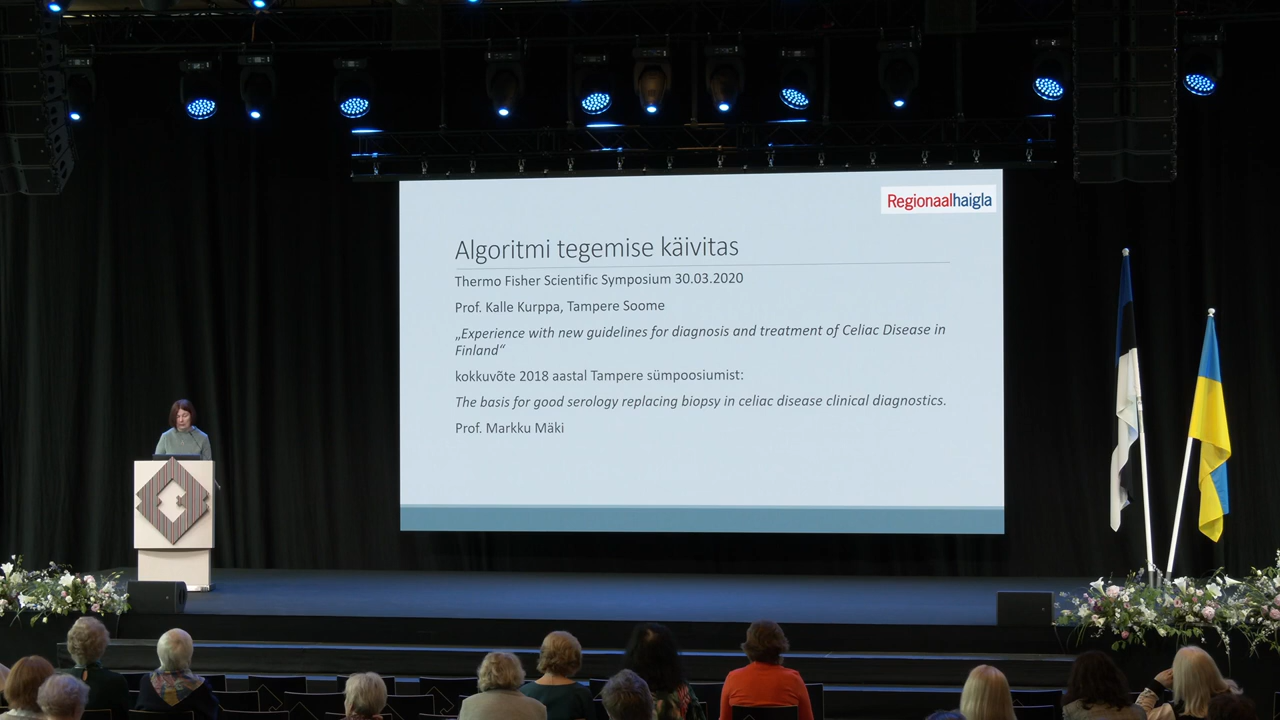 Regionaalhaigla
Algoritmi tegemise käivitas
Thermo Fisher Scientific Symposium 30.03.2020
Prof. Kalle Kurppa, Tampere Soome
„Experience with new guidelines for diagnosis and treatment of Celiac Disease in
Finland“
kokkuvõte 2018 aastal Tampere sümpoosiumist:
The basis for good serology replacing biopsy in celiac disease clinical diagnostics.
Prof. Markku Mäki